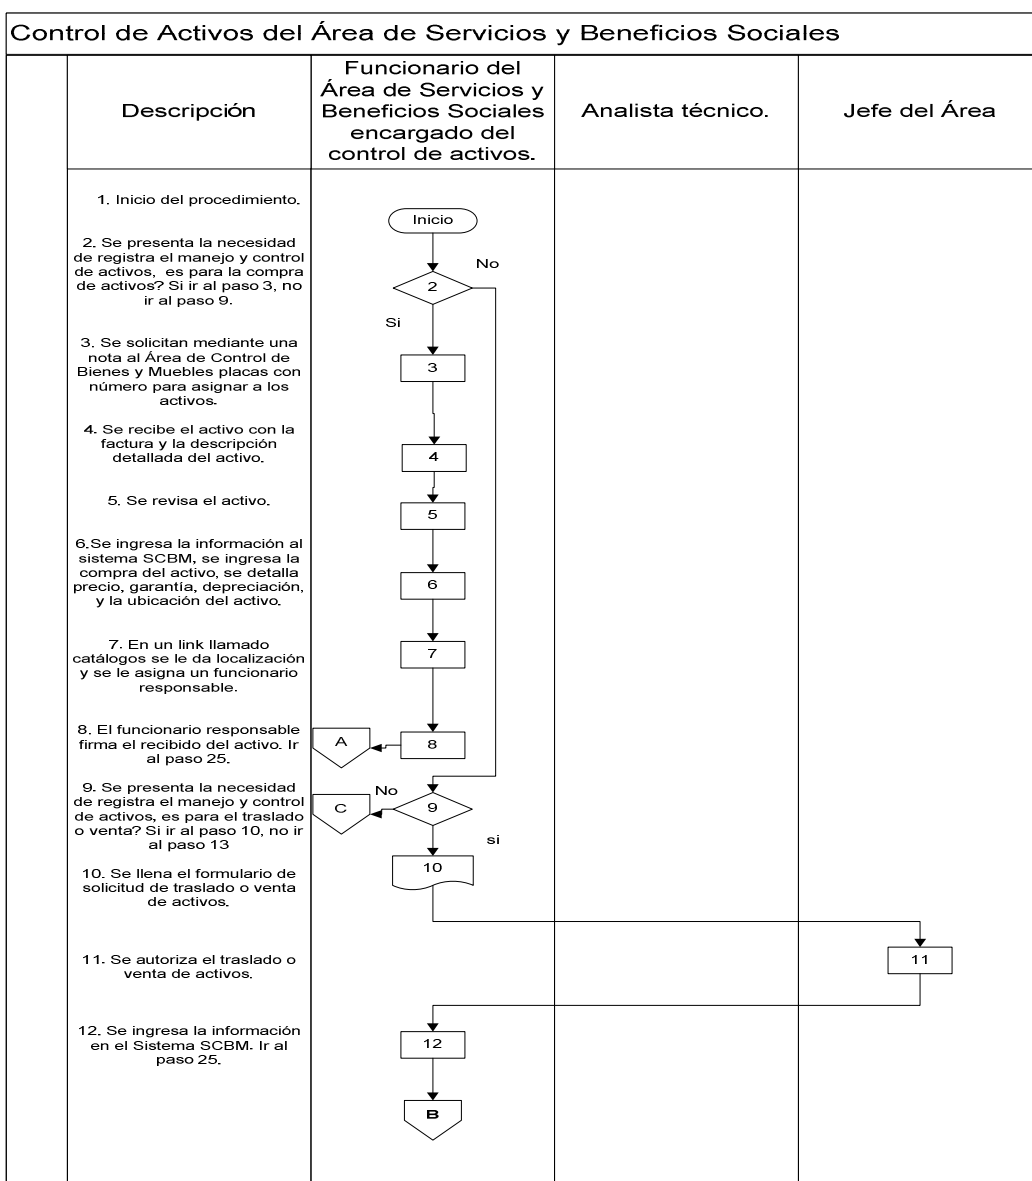 Control de Activos del Área de Servicios y Beneficios Sociales
Descripción
Funcionario del
Área de Servicios y
Beneficios Sociales
encargado del
control de activos.
Analista técnico.
Jefe del Área
1. Inicio del procedimiento.
Inicio
2. Se presenta la necesidad
de registra el manejo y control
de activos, es para la compra
de activos? Si ir al paso 3, no
ir al paso 9.
No
2
Si
3. Se solicitan mediante una
nota al Área de Control de
Bienes y Muebles placas con
número para asignar a los
activos.
3
4. Se recibe el activo con la
factura y la descripción
detallada del activo.
4
5. Se revisa el activo.
5
6.Se ingresa la información al
sistema SCBM, se ingresa la
compra del activo, se detalla
precio, garantía, depreciación,
y la ubicación del activo.
6
7. En un link llamado
catálogos se le da localización
y se le asigna un funcionario
responsable.
7
8. El funcionario responsable
firma el recibido del activo. Ir
al paso 25.
A
8
9. Se presenta la necesidad
de registra el manejo y control
de activos, es para el traslado
o venta? Si ir al paso 10, no ir
al paso 13
No
C
9
si
10. Se llena el formulario de
solicitud de traslado o venta
de activos.
10
11. Se autoriza el traslado o
venta de activos.
11
12. Se ingresa la información
en el Sistema SCBM. Ir al
paso 25.
12
B